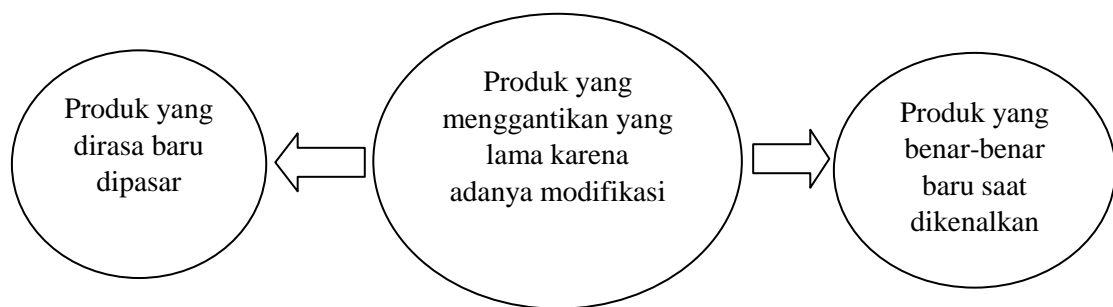 Produk yang
dirasa baru
dipasar
Produk yang
menggantikan yang
lama karena
adanya modifikasi
Produk yang
benar-benar
baru saat
dikenalkan